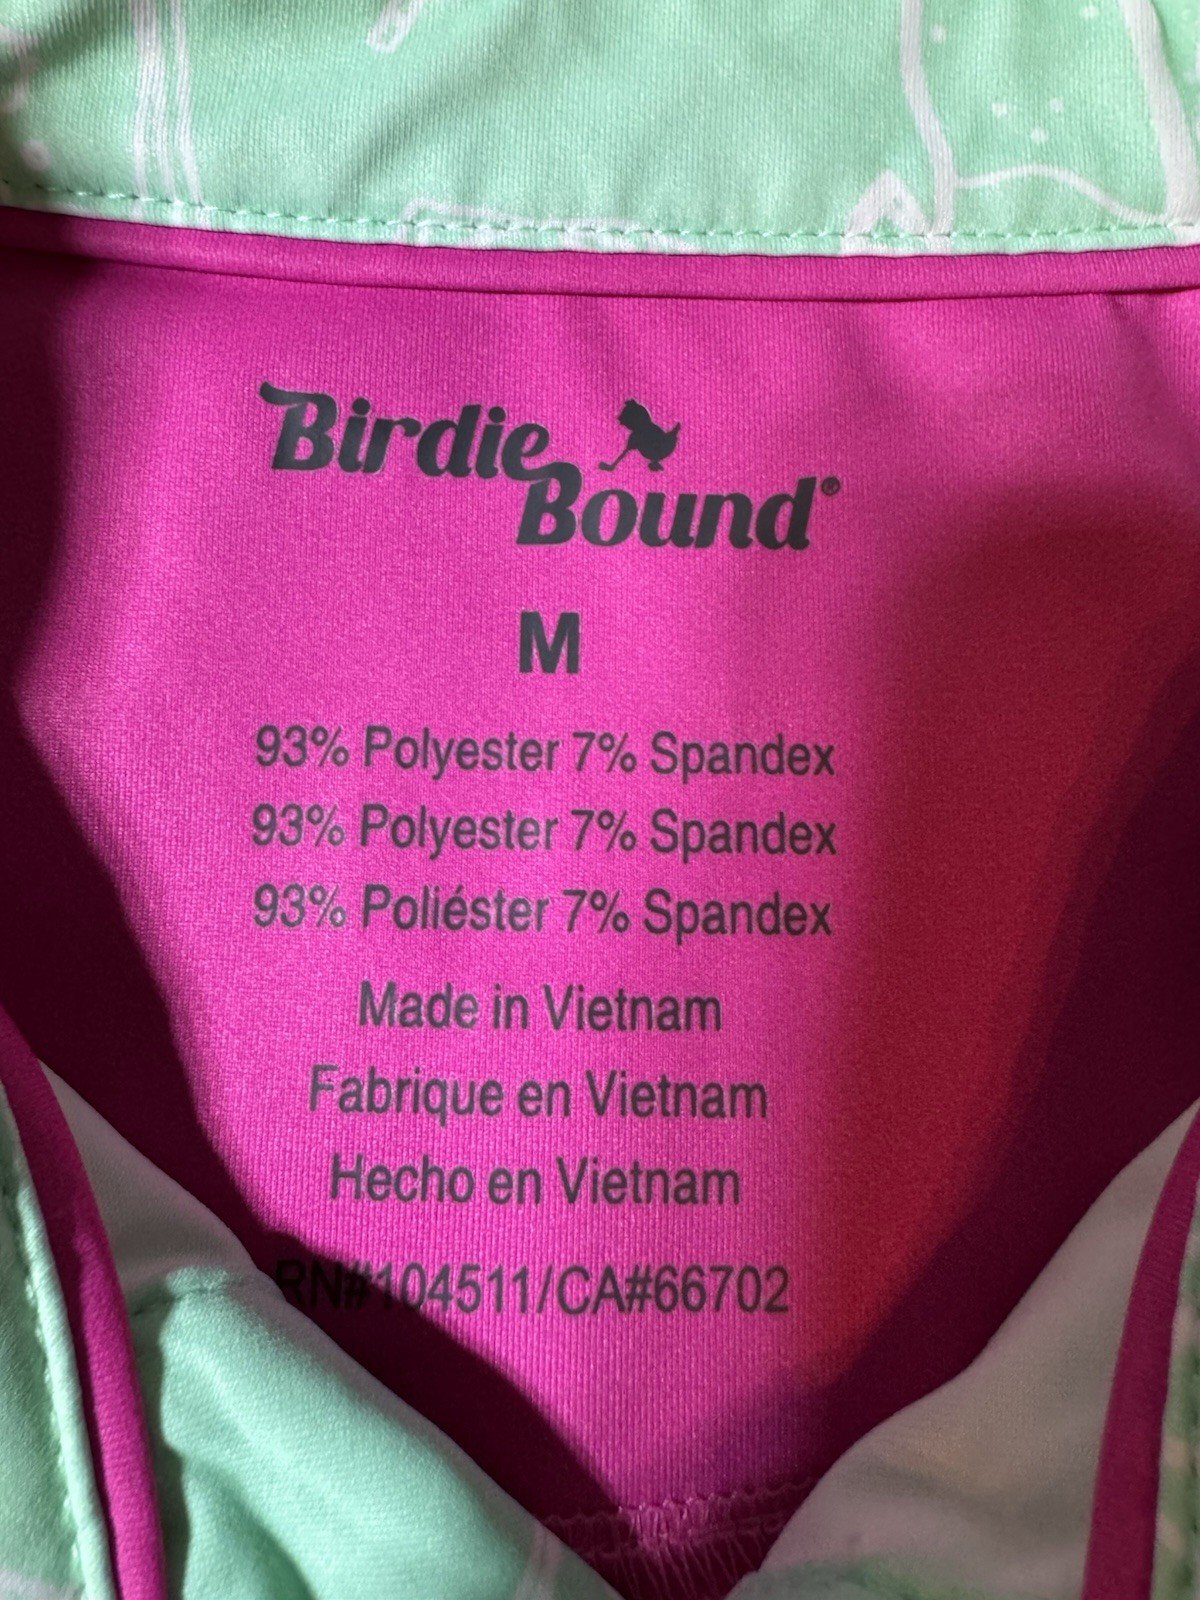 Birdie
Bound®
M
93% Polyester 7% Spandex
93% Polyester 7% Spandex
93% Poliéster 7% Spandex
Made in Vietnam
Fabrique en Vietnam
Hecho en Vietnam
RN#104511/CA#66702